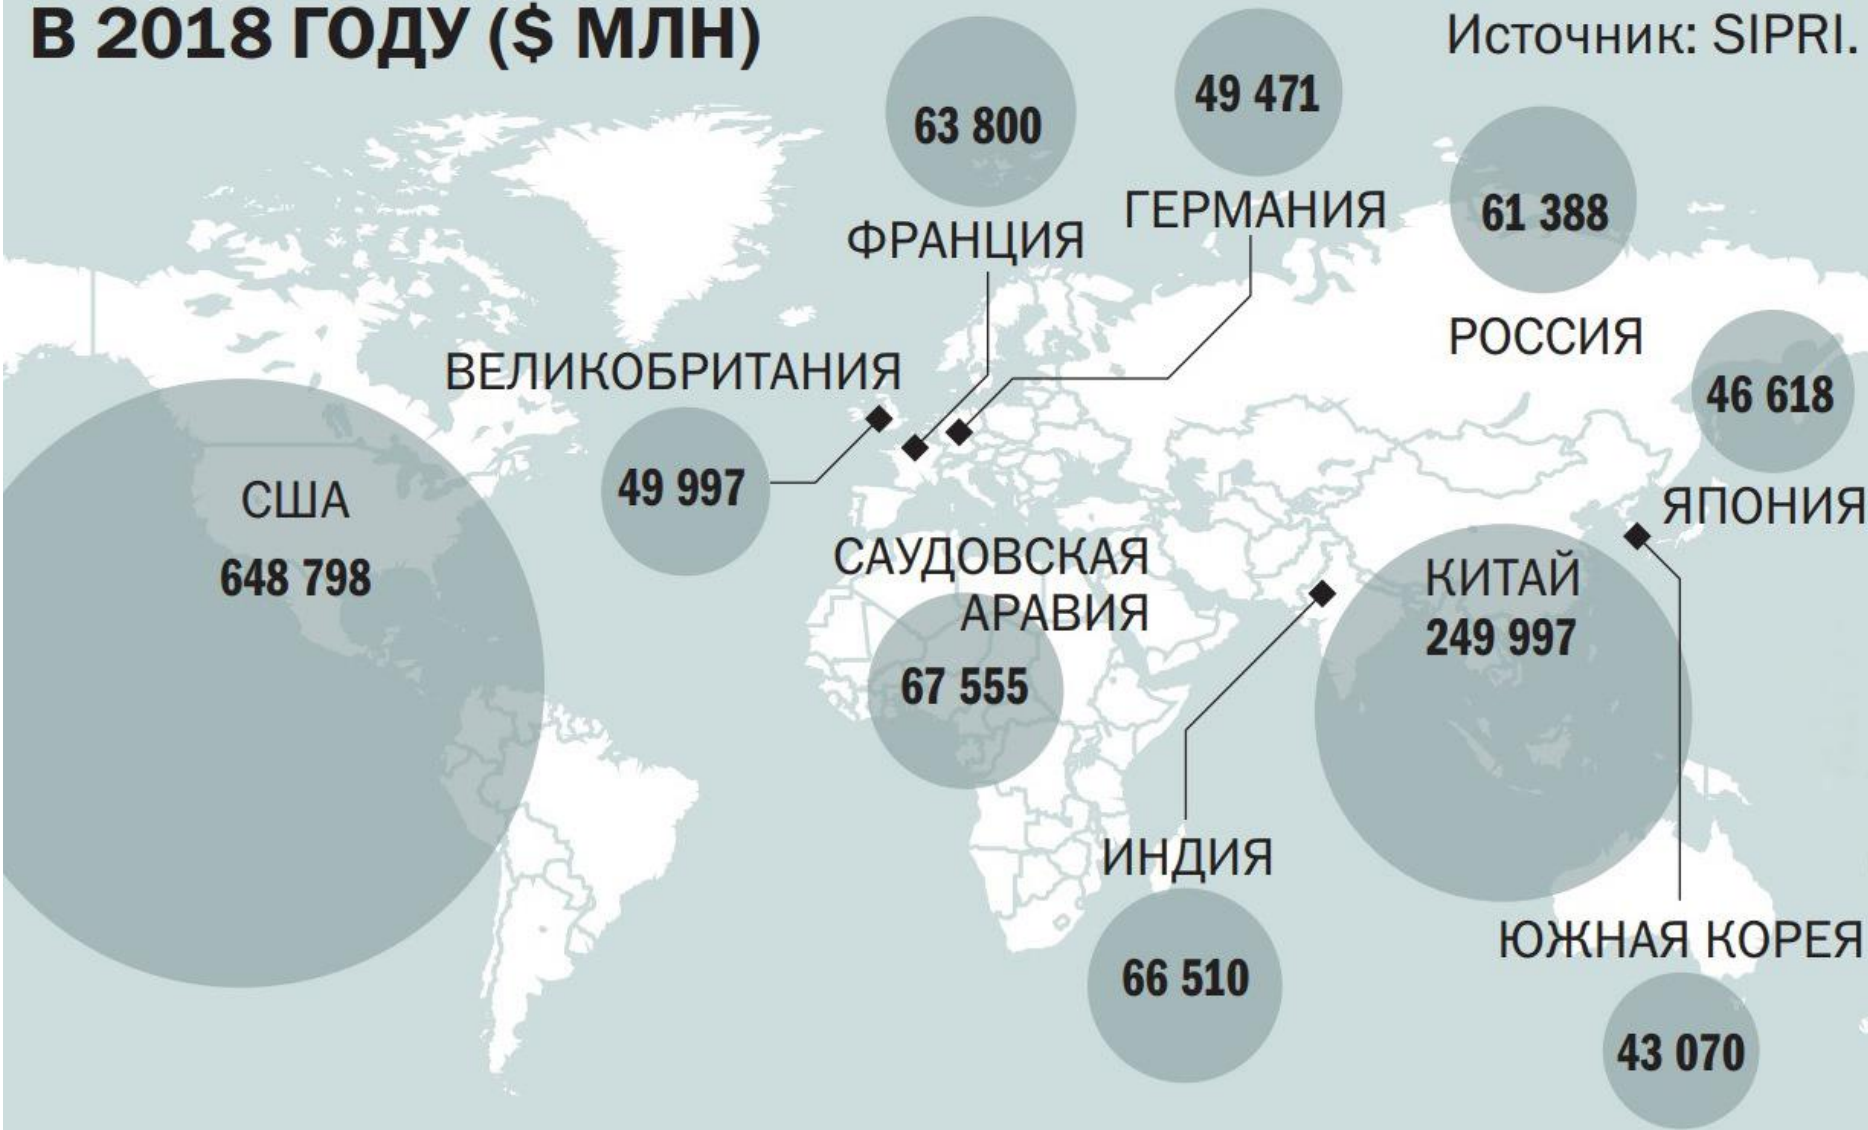 В 2018 ГОДУ ($ МЛН)
Источник: SIPRI.
63 800
ФРАНЦИЯ
49 471
ГЕРМАНИЯ
61 388
РОССИЯ
46 618
ЯПОНИЯ
ВЕЛИКОБРИТАНИЯ
49 997
США
648 798
САУДОВСКАЯ
АРАВИЯ
67 555
КИТАЙ
249 997
ИНДИЯ
66 510
ЮЖНАЯ КОРЕЯ
43 070